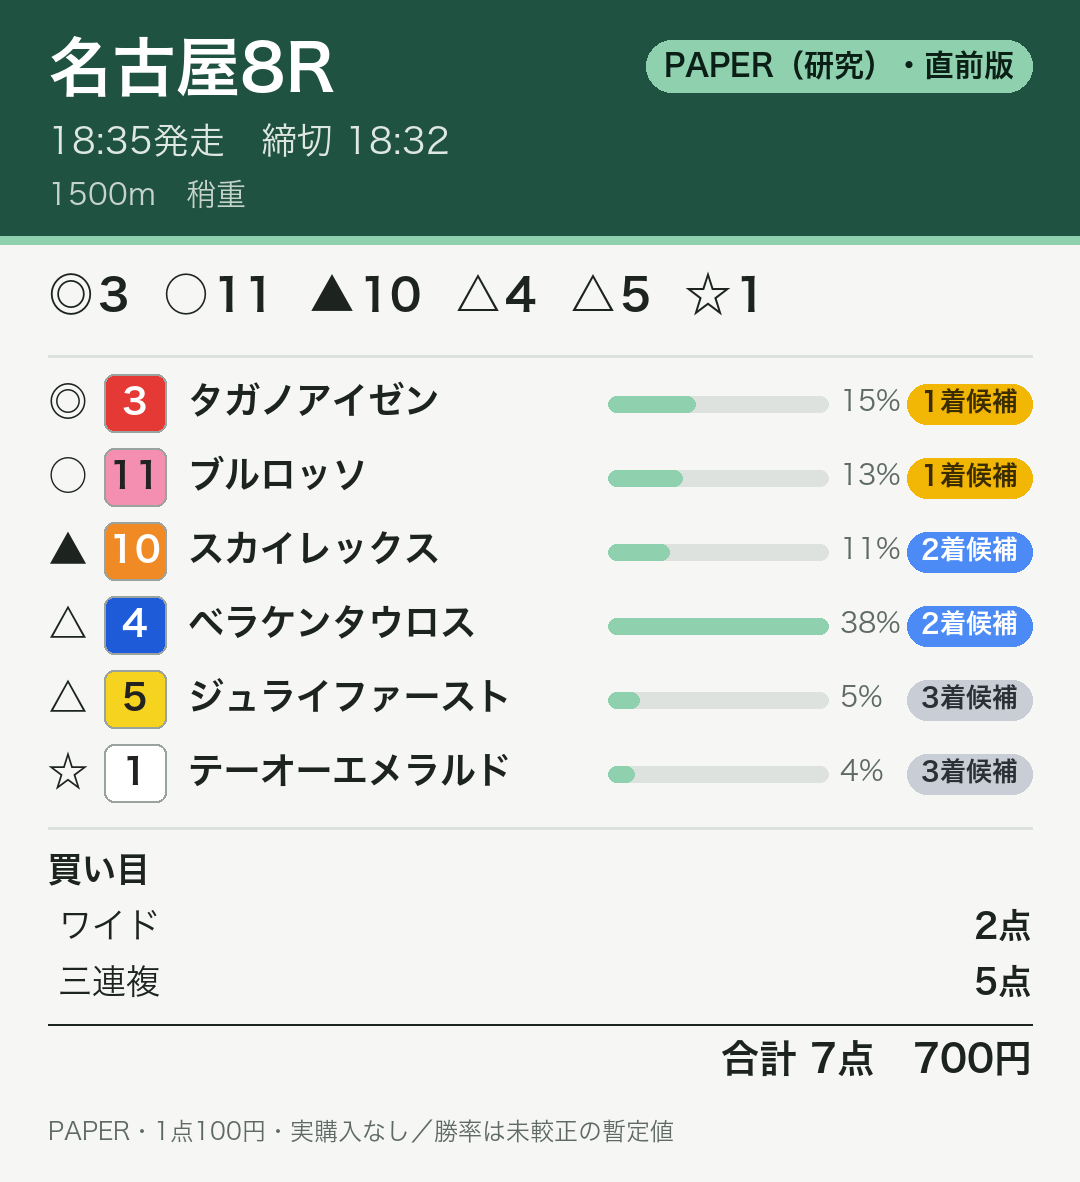 名古屋8R
PAPER（研究）・直前版
18:35発走　締切 18:32
1500m　稍重
◎3 ○11 ▲10 △4 △5 ☆1
◎ 3 タガノアイゼン 15% 1着候補
○ 11 ブルロッソ 13% 1着候補
▲ 10 スカイレックス 11% 2着候補
△ 4 ベラケンタウロス 38% 2着候補
△ 5 ジュライファースト 5% 3着候補
☆ 1 テーオーエメラルド 4% 3着候補
買い目
ワイド 2点
三連複 5点
合計 7点　700円
PAPER・1点100円・実購入なし／勝率は未較正の暫定値